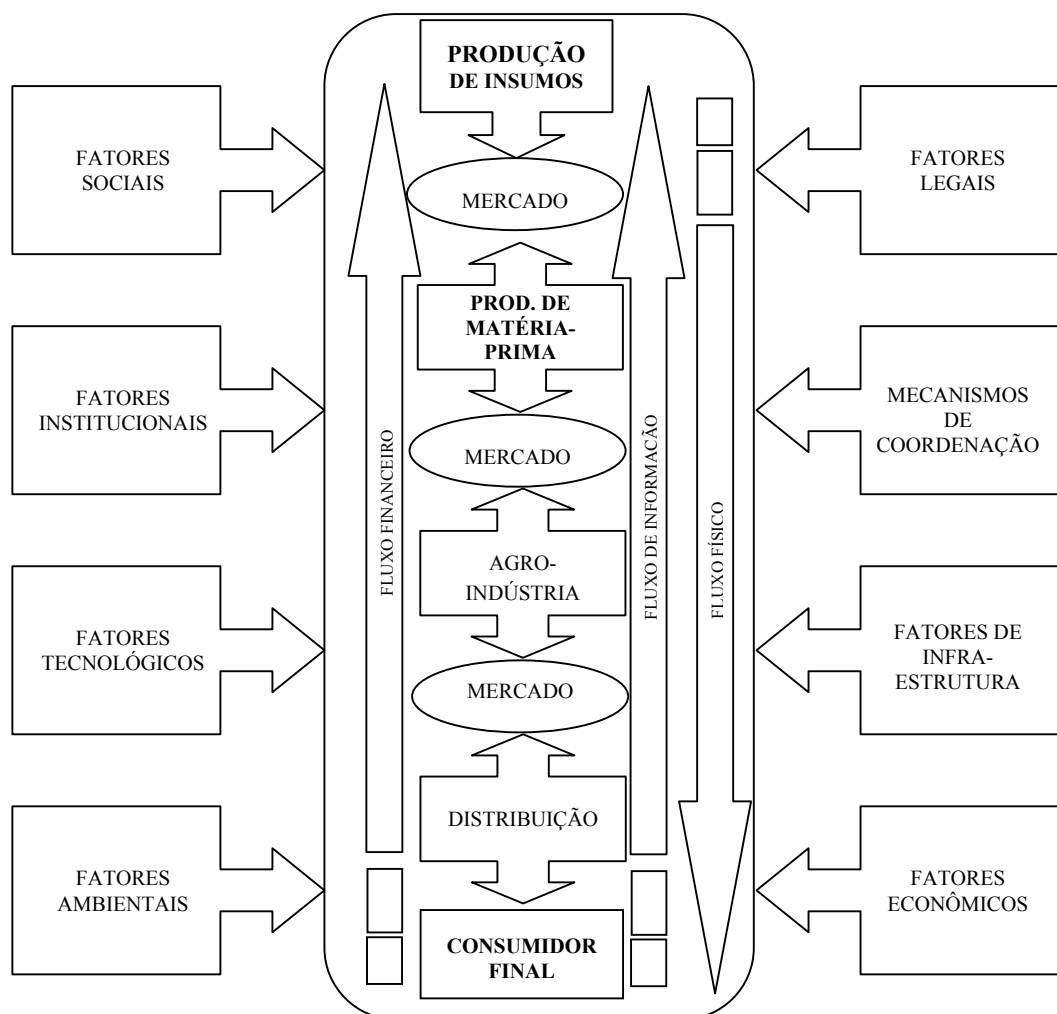 PRODUÇÃO
DE INSUMOS
FATORES
SOCIAIS
MERCADO
FATORES
LEGAIS
PROD. DE
MATÉRIA-
PRIMA
FATORES
INSTITUCIONAIS
FLUXO FINANCEIRO
MERCADO
FLUXO DE INFORMAÇÃO
FLUXO FÍSICO
MECANISMOS
DE
COORDENAÇÃO
AGRO-
INDÚSTRIA
FATORES
TECNOLÓGICOS
MERCADO
FATORES DE
INFRA-
ESTRUTURA
DISTRIBUIÇÃO
FATORES
AMBIENTAIS
CONSUMIDOR
FINAL
FATORES
ECONÔMICOS